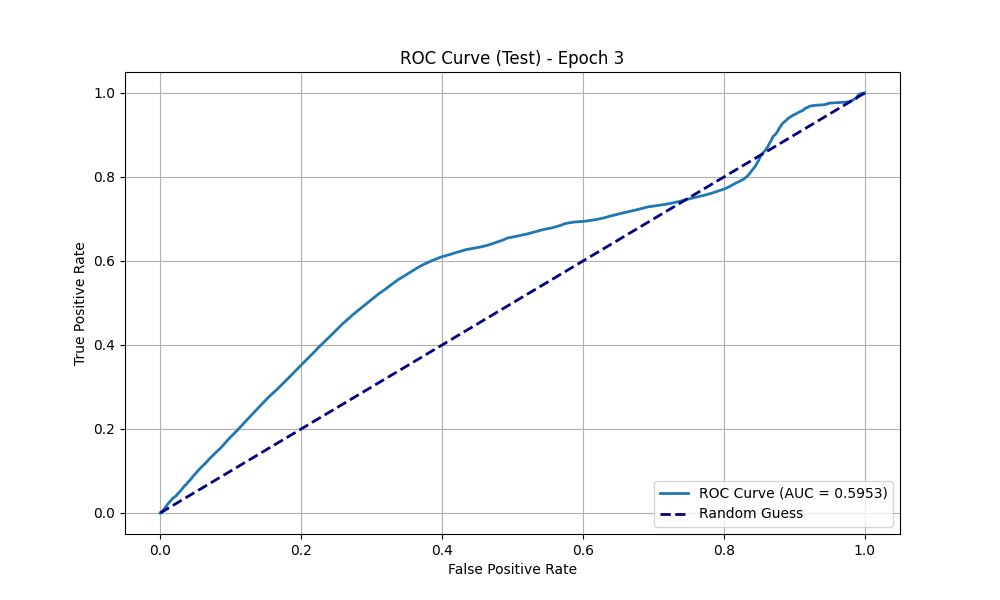 ROC Curve (Test) - Epoch 3
True Positive Rate
1.0
0.8
0.6
0.4
0.2
0.0
0.0 0.2 0.4 0.6 0.8 1.0
False Positive Rate
ROC Curve (AUC = 0.5953)
Random Guess